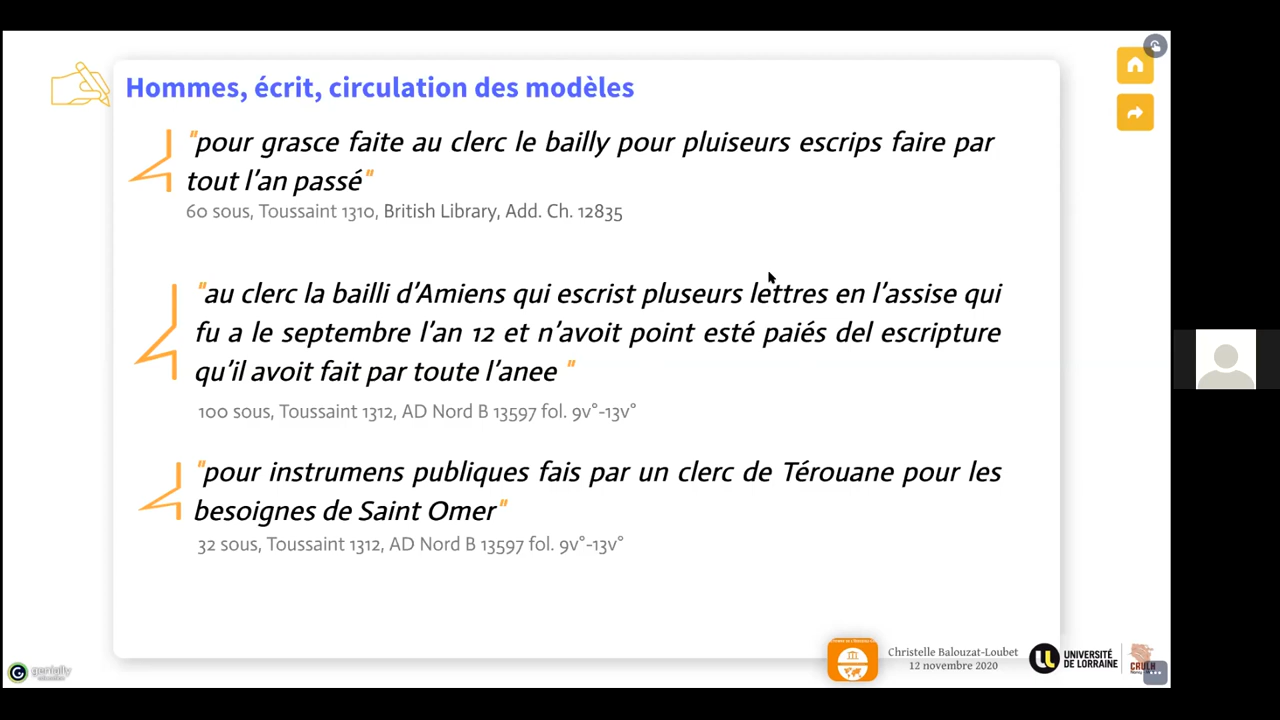 Hommes, écrit, circulation des modèles
"pour grasce faite au clerc le bailly pour pluiseurs escrips faire par
tout l'an passé"
60 sous, Toussaint 1310, British Library, Add. Ch. 12835
"au clerc la bailli d'Amiens qui escrist pluseurs lettres en l'assise qui
fu a le septembre l'an 12 et n'avoit point esté paiés del escripture
qu'il avoit fait par toute l'anee "
100 sous, Toussaint 1312, AD Nord B 13597 fol. 9v°-13v°
"pour instrumens publiques fais par un clerc de Térouane pour les
besoignes de Saint Omer"
32 sous, Toussaint 1312, AD Nord B 13597 fol. 9v°-13v°
Christelle Balouzat-Loubet
12 novembre 2020
UNIVERSITÉ
DE LORRAINE
CRULH
genially